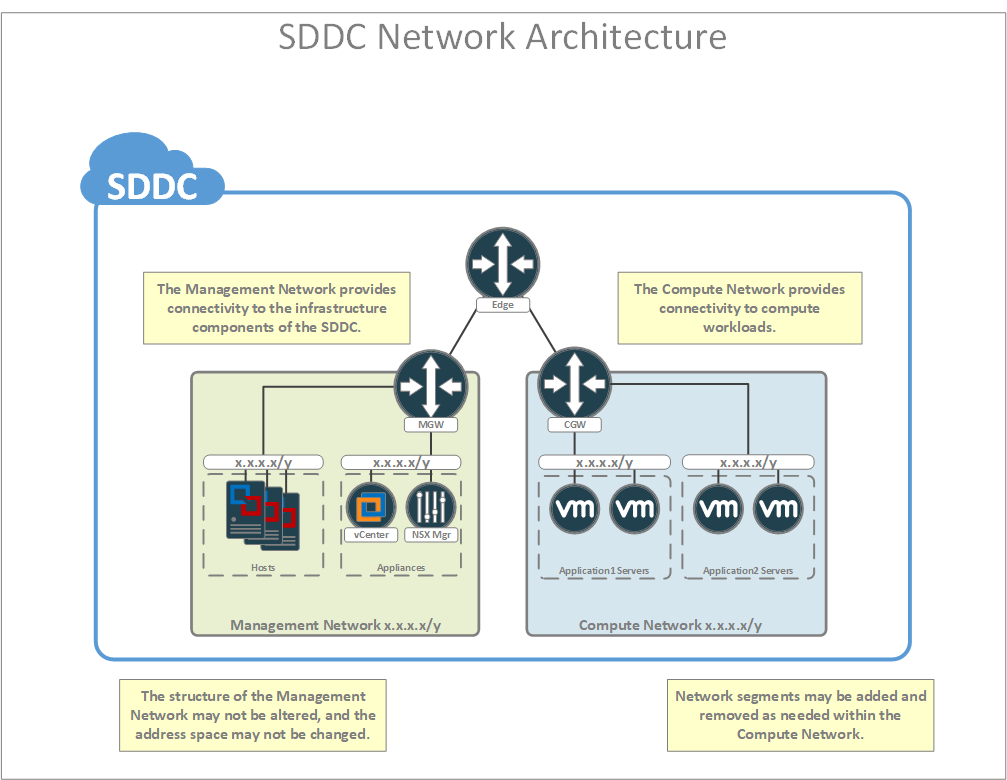 SDDC Network Architecture
SDDC
Edge
The Management Network provides
connectivity to the infrastructure
components of the SDDC.
The Compute Network provides
connectivity to compute
workloads.
MGW
CGW
x.x.x.x/y
x.x.x.x/y
x.x.x.x/y
x.x.x.x/y
vm
vm
vm
vm
vCenter
NSX Mgr
Hosts
Appliances
Application1 Servers
Application2 Servers
Management Network x.x.x.x/y
Compute Network x.x.x.x/y
The structure of the Management
Network may not be altered, and the
address space may not be changed.
Network segments may be added and
removed as needed within the
Compute Network.